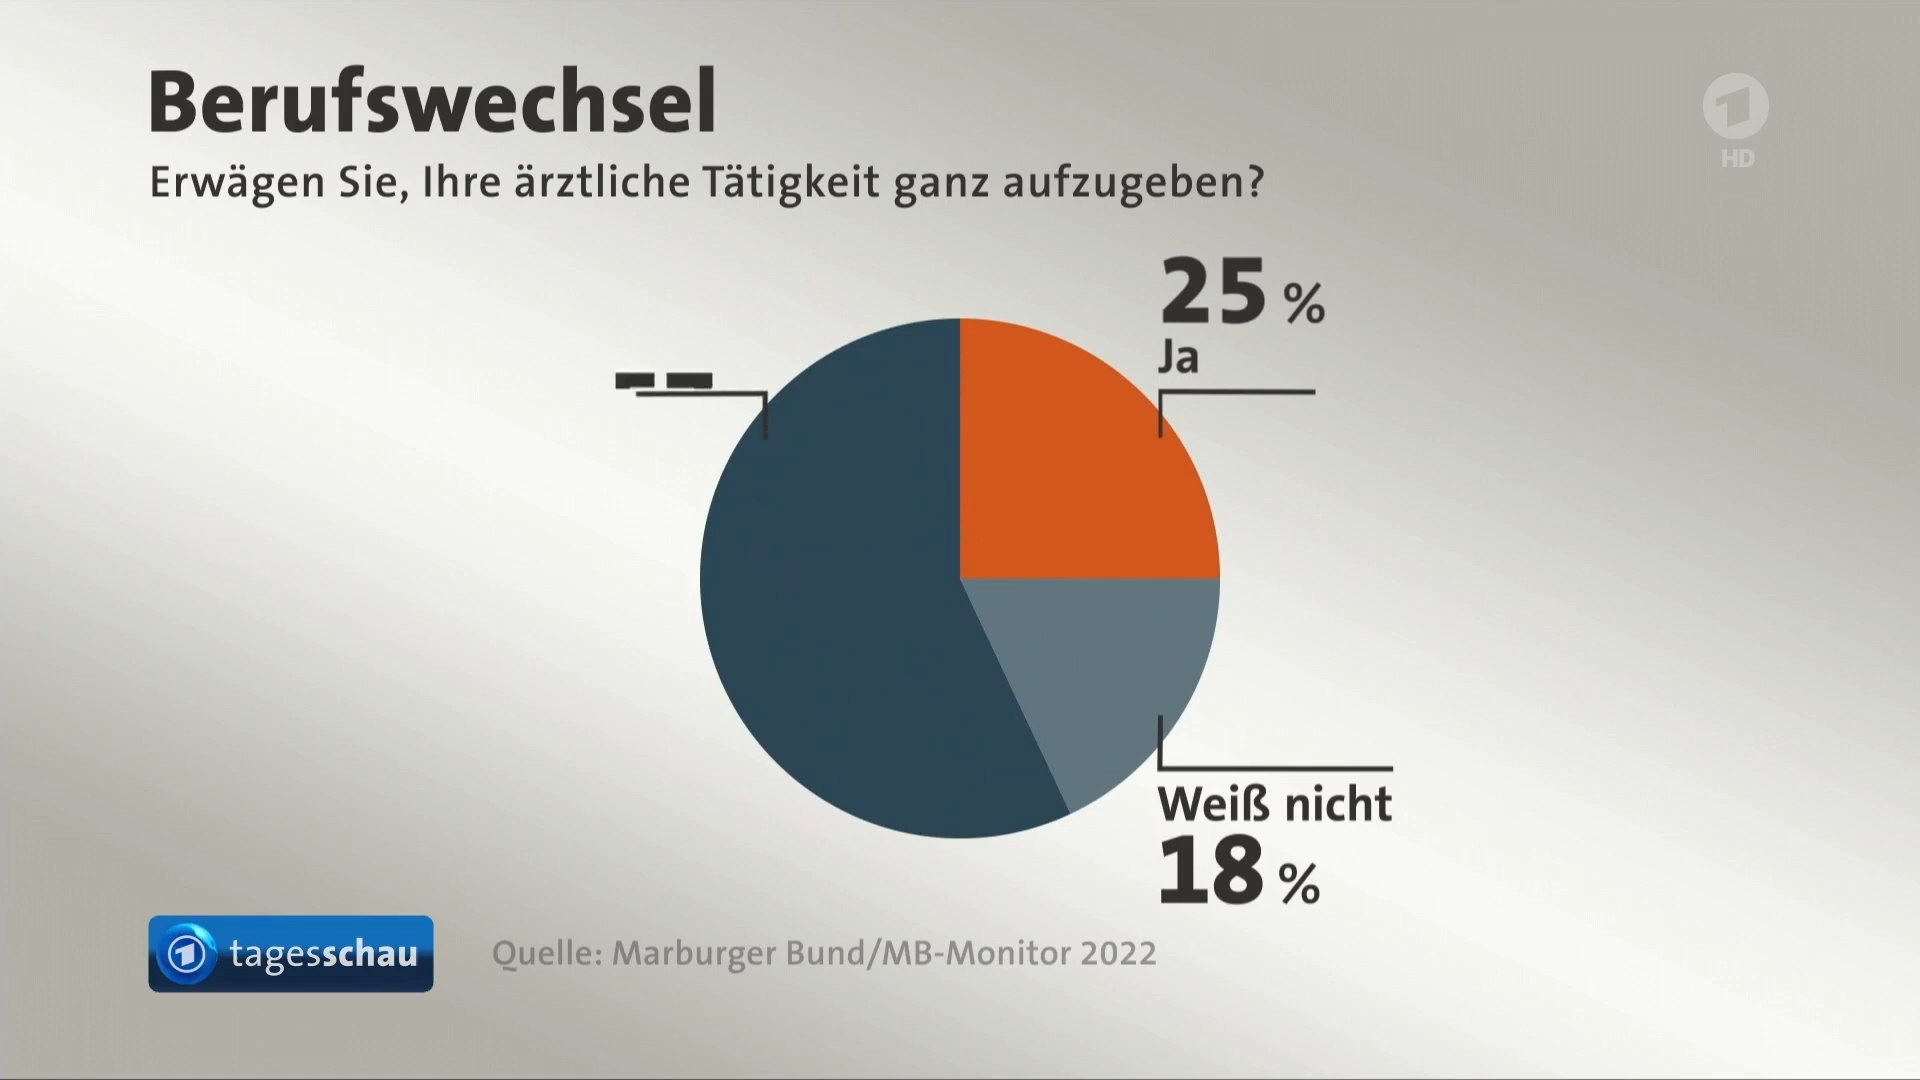 Berufswechsel
Erwägen Sie, Ihre ärztliche Tätigkeit ganz aufzugeben?
HD
25 %
Ja
Weiß nicht
18 %
tagesschau
Quelle: Marburger Bund/MB-Monitor 2022